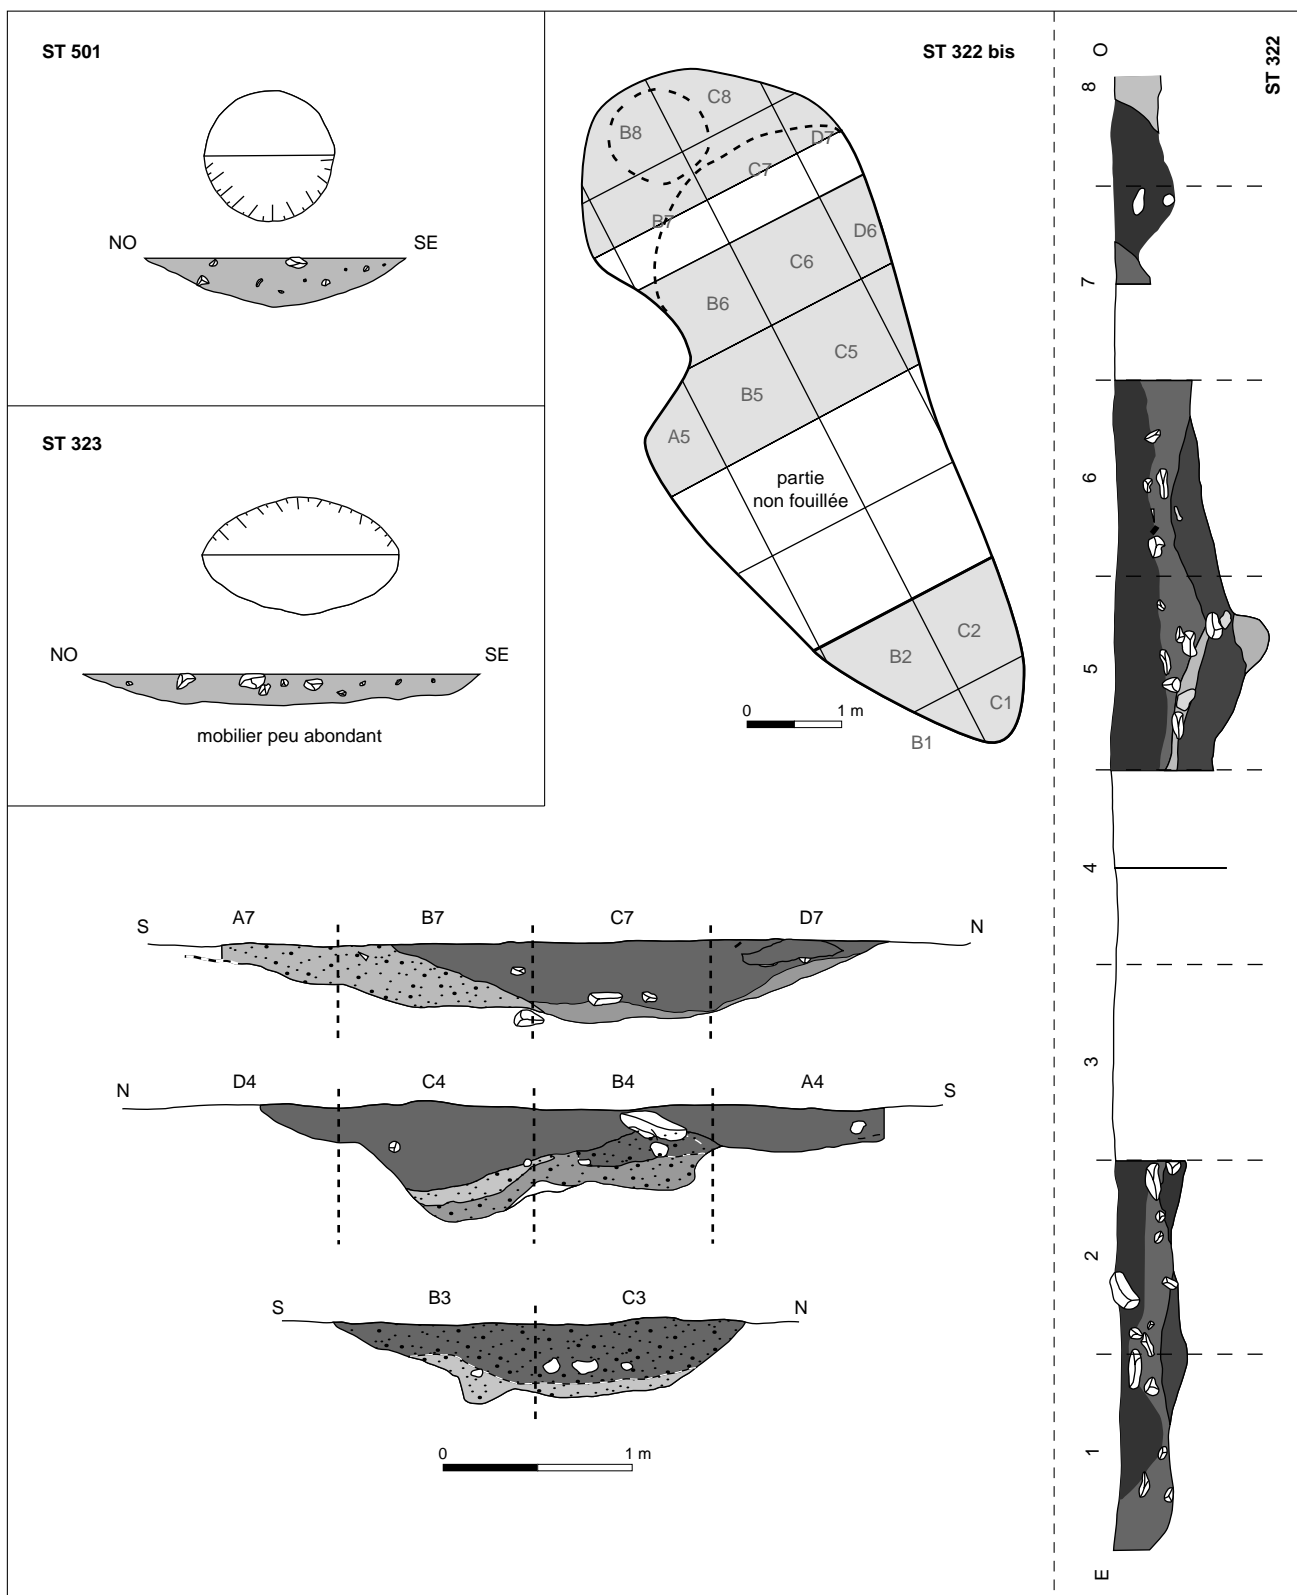 ST 501
NO
SE
ST 323
NO
SE
mobilier peu abondant
ST 322 bis
C8
B8
D7
C7
B7
D6
C6
B6
C5
B5
A5
partie
non fouillée
C2
B2
C1
B1
0
1 m
ST 322
O
8
7
6
5
4
3
2
1
E
S
A7
B7
C7
D7
N
N
D4
C4
B4
A4
S
S
B3
C3
N
0
1 m